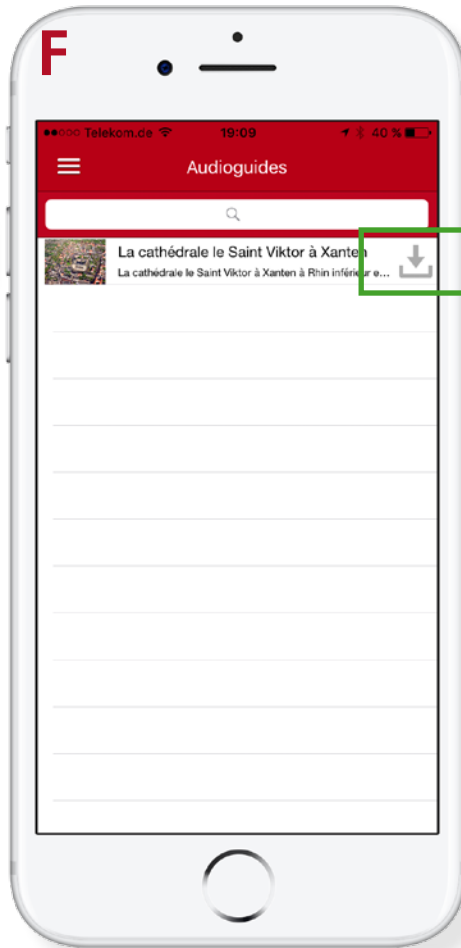 F
●●○○○ Telekom.de 19:09 40 %
Audioguides
La cathédrale le Saint Viktor à Xanten
La cathédrale le Saint Viktor à Xanten à Rhin inférieur e...